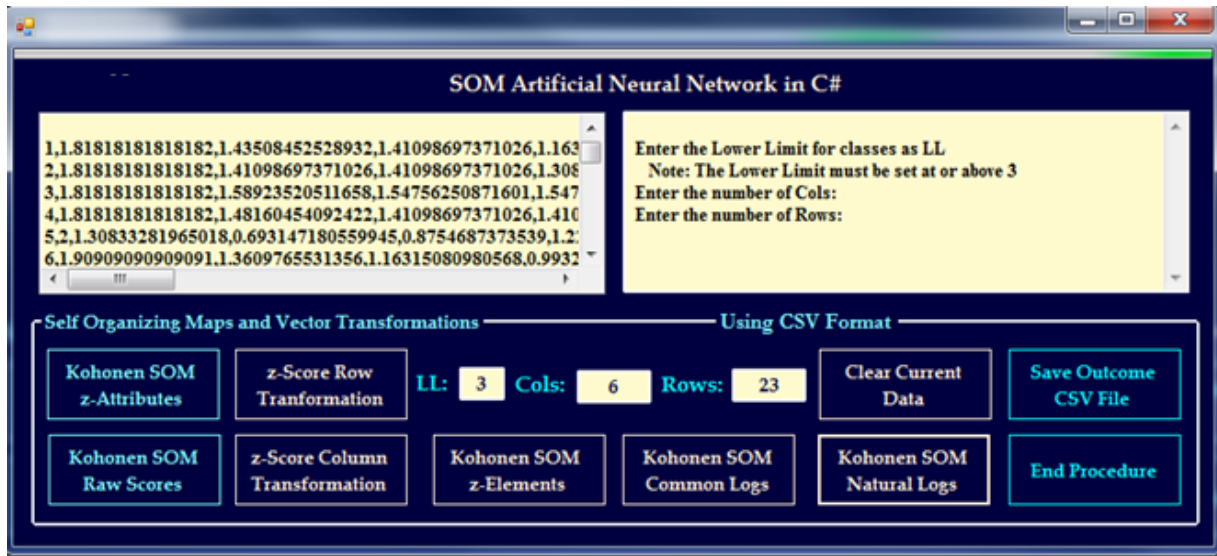 SOM Artificial Neural Network in C#
1,1.81818181818182,1.43508452528932,1.41098697371026,1.163
2,1.81818181818182,1.41098697371026,1.41098697371026,1.308
3,1.81818181818182,1.58923520511658,1.54756250871601,1.547
4,1.81818181818182,1.48160454092422,1.41098697371026,1.410
5,2,1.30833281965018,0.693147180559945,0.8754687373539,1.2
6,1.90909090909091,1.3609765531356,1.16315080980568,0.9932
Enter the Lower Limit for classes as LL
Note: The Lower Limit must be set at or above 3
Enter the number of Cols:
Enter the number of Rows:
Self Organizing Maps and Vector Transformations
Using CSV Format
Kohonen SOM
z-Attributes
z-Score Row
Tranformation
LL: 3 Cols: 6 Rows: 23
Clear Current
Data
Save Outcome
CSV File
Kohonen SOM
Raw Scores
z-Score Column
Transformation
Kohonen SOM
z-Elements
Kohonen SOM
Common Logs
Kohonen SOM
Natural Logs
End Procedure